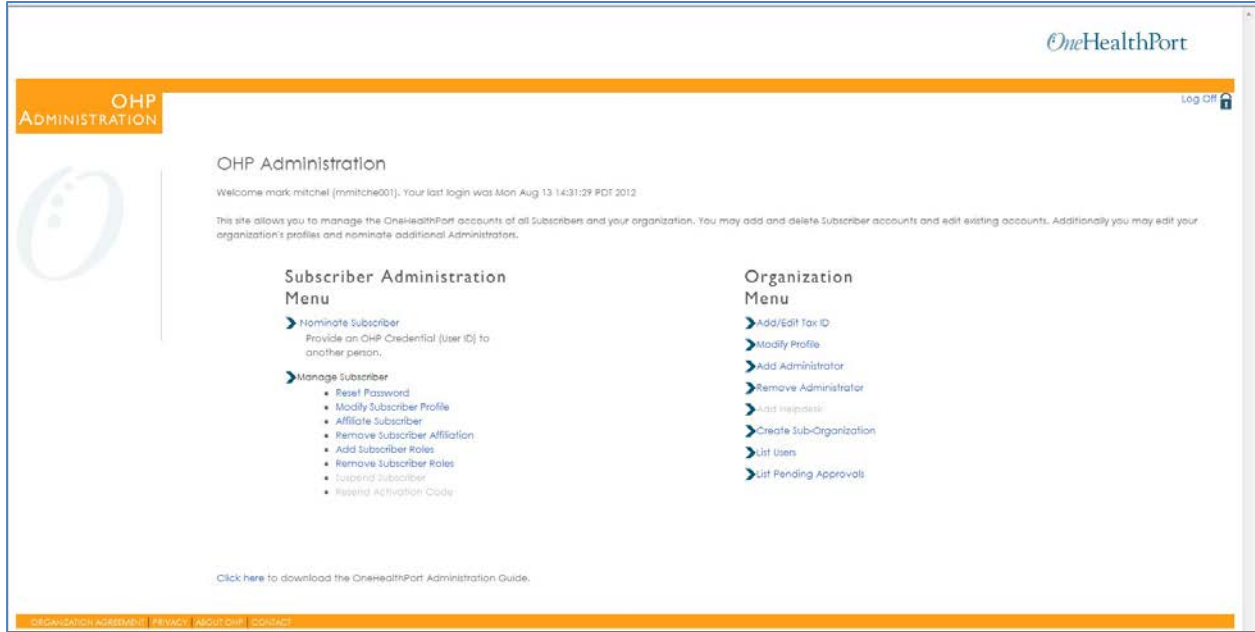 OneHealthPort
OHP
ADMINISTRATION
Log Off
OHP Administration
Welcome mark mitchel (mmitche001). Your last login was Mon Aug 13 14:31:29 PDT 2012
This site allows you to manage the OneHealthPort accounts of all Subscribers and your organization. You may add and delete Subscriber accounts and edit existing accounts. Additionally you may edit your
organization's profiles and nominate additional Administrators.
Subscriber Administration
Menu
Nominate Subscriber
Provide an OHP Credential (User ID) to
another person.
Manage Subscriber
Reset Password
Modify Subscriber Profile
Affiliate Subscriber
Remove Subscriber Affiliation
Add Subscriber Roles
Remove Subscriber Roles
Suspend Subscriber
Resend Activation Code
Organization
Menu
Add/Edit Tax ID
Modify Profile
Add Administrator
Remove Administrator
Add Helpdesk
Create Sub-Organization
List Users
List Pending Approvals
Click here to download the OneHealthPort Administration Guide.
ORGANIZATION AGREEMENT | PRIVACY | ABOUT OHP | CONTACT